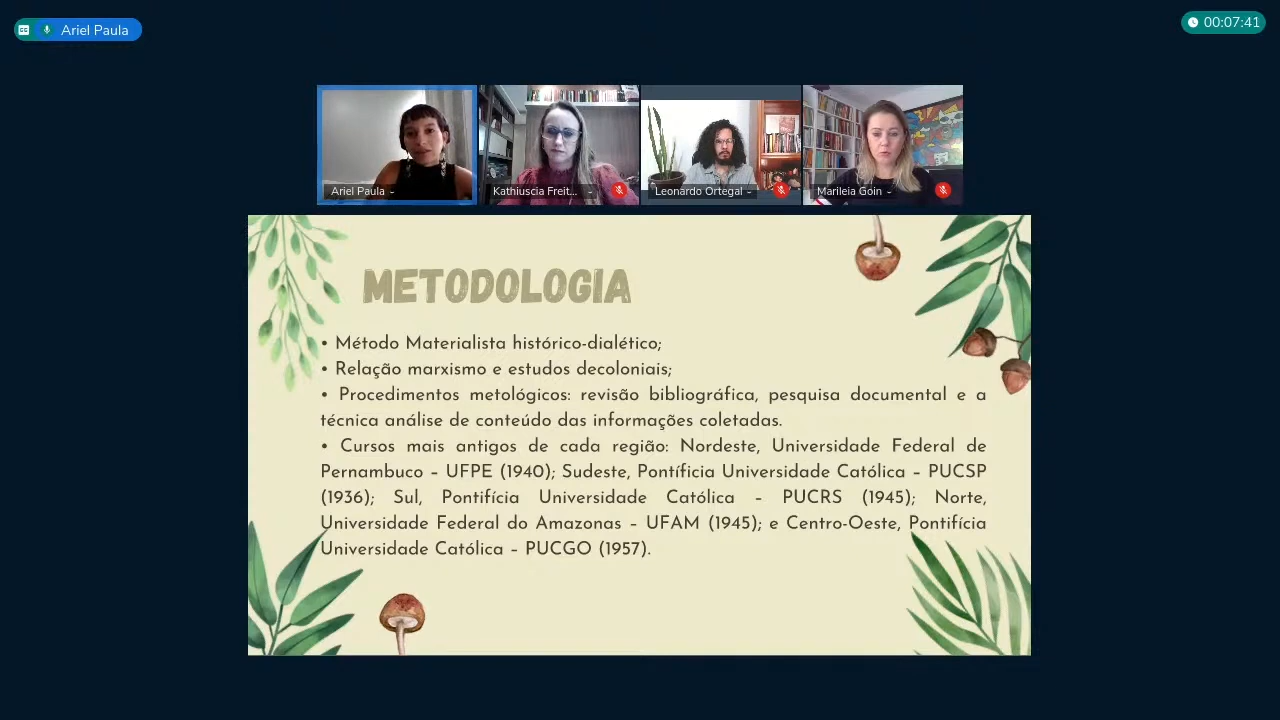 Ariel Paula
00:07:41
Ariel Paula
Kathiuscia Freit...
Leonardo Ortegal
Marileia Goin
METODOLOGIA
• Método Materialista histórico-dialético;
• Relação marxismo e estudos decoloniais;
• Procedimentos metológicos: revisão bibliográfica, pesquisa documental e a
técnica análise de conteúdo das informações coletadas.
• Cursos mais antigos de cada região: Nordeste, Universidade Federal de
Pernambuco – UFPE (1940); Sudeste, Pontíficia Universidade Católica – PUCSP
(1936); Sul, Pontifícia Universidade Católica – PUCRS (1945); Norte,
Universidade Federal do Amazonas – UFAM (1945); e Centro-Oeste, Pontifícia
Universidade Católica – PUCGO (1957).